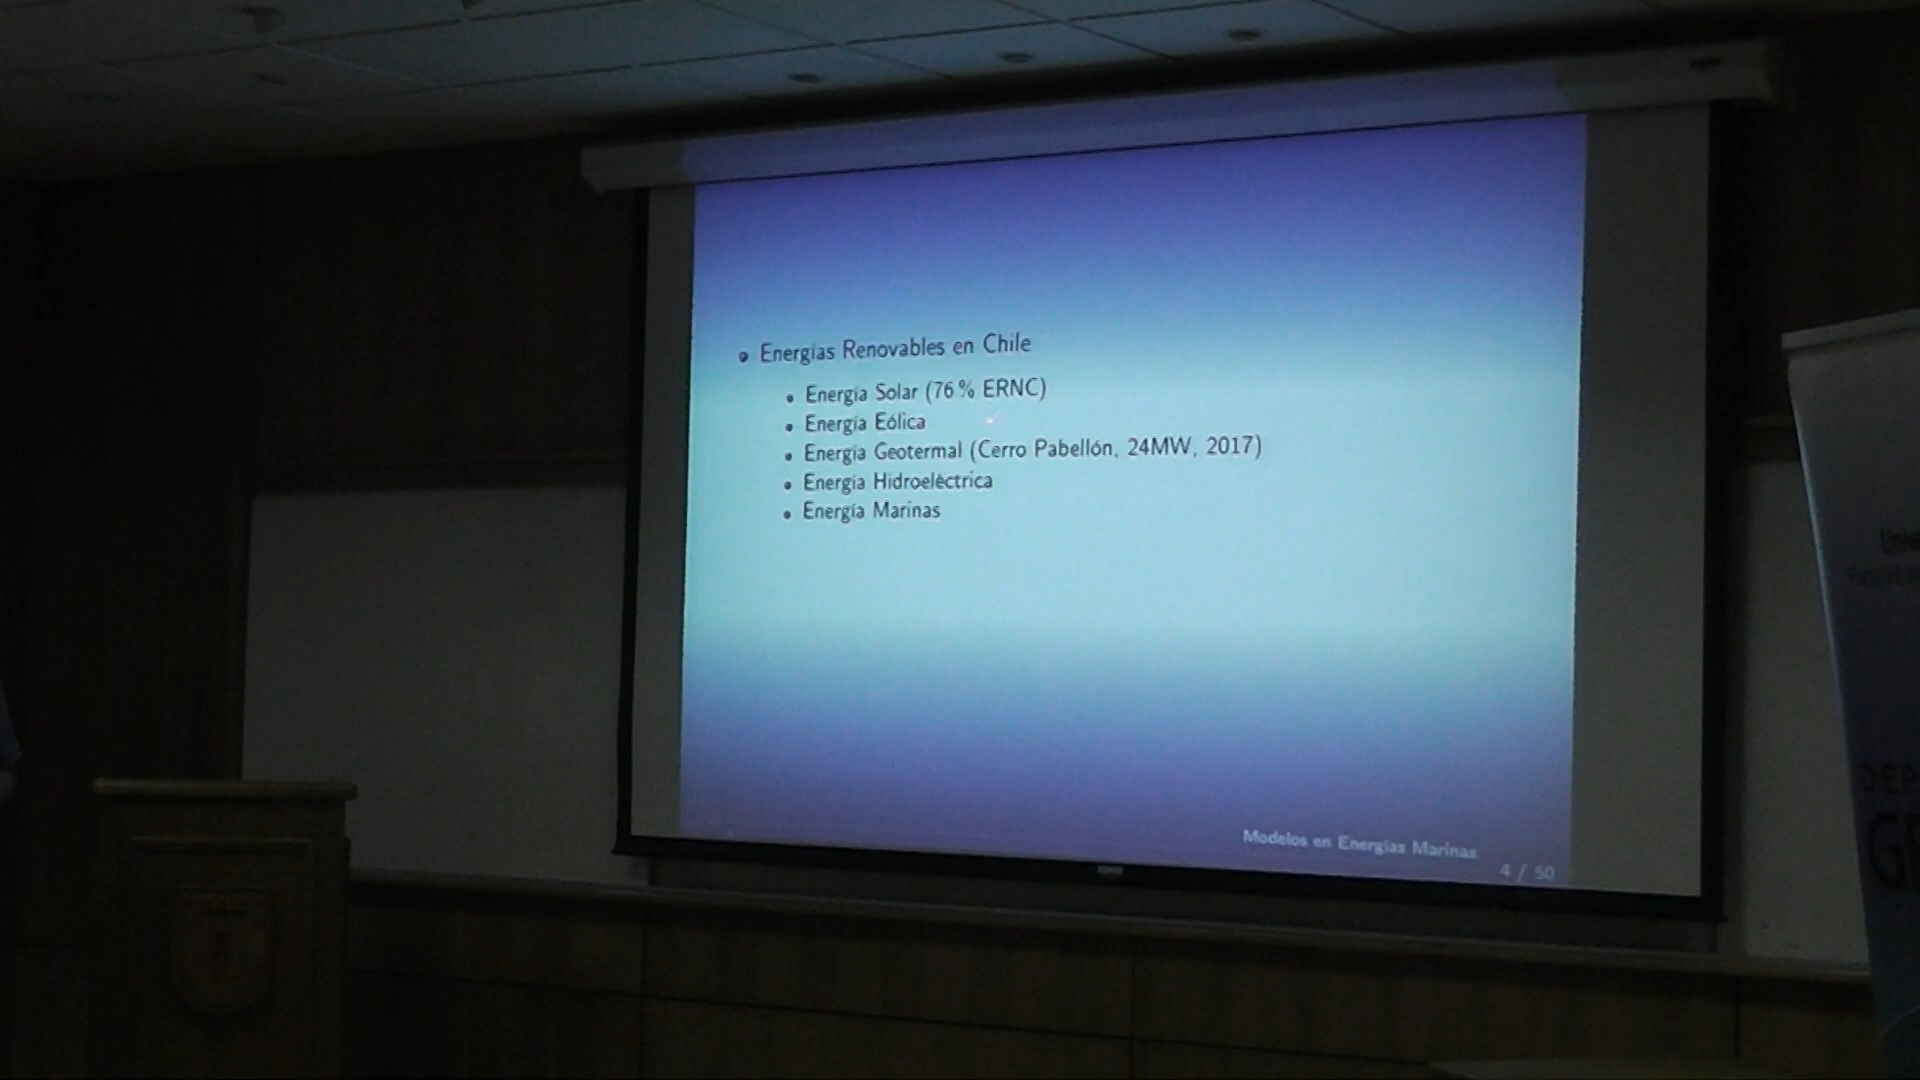 Energías Renovables en Chile
Energía Solar (76% ERNC)
Energía Eólica
Energía Geotermal (Cerro Pabellón, 24MW, 2017)
Energía Hidroeléctrica
Energía Marinas
Modelos en Energías Marinas
4 / 50